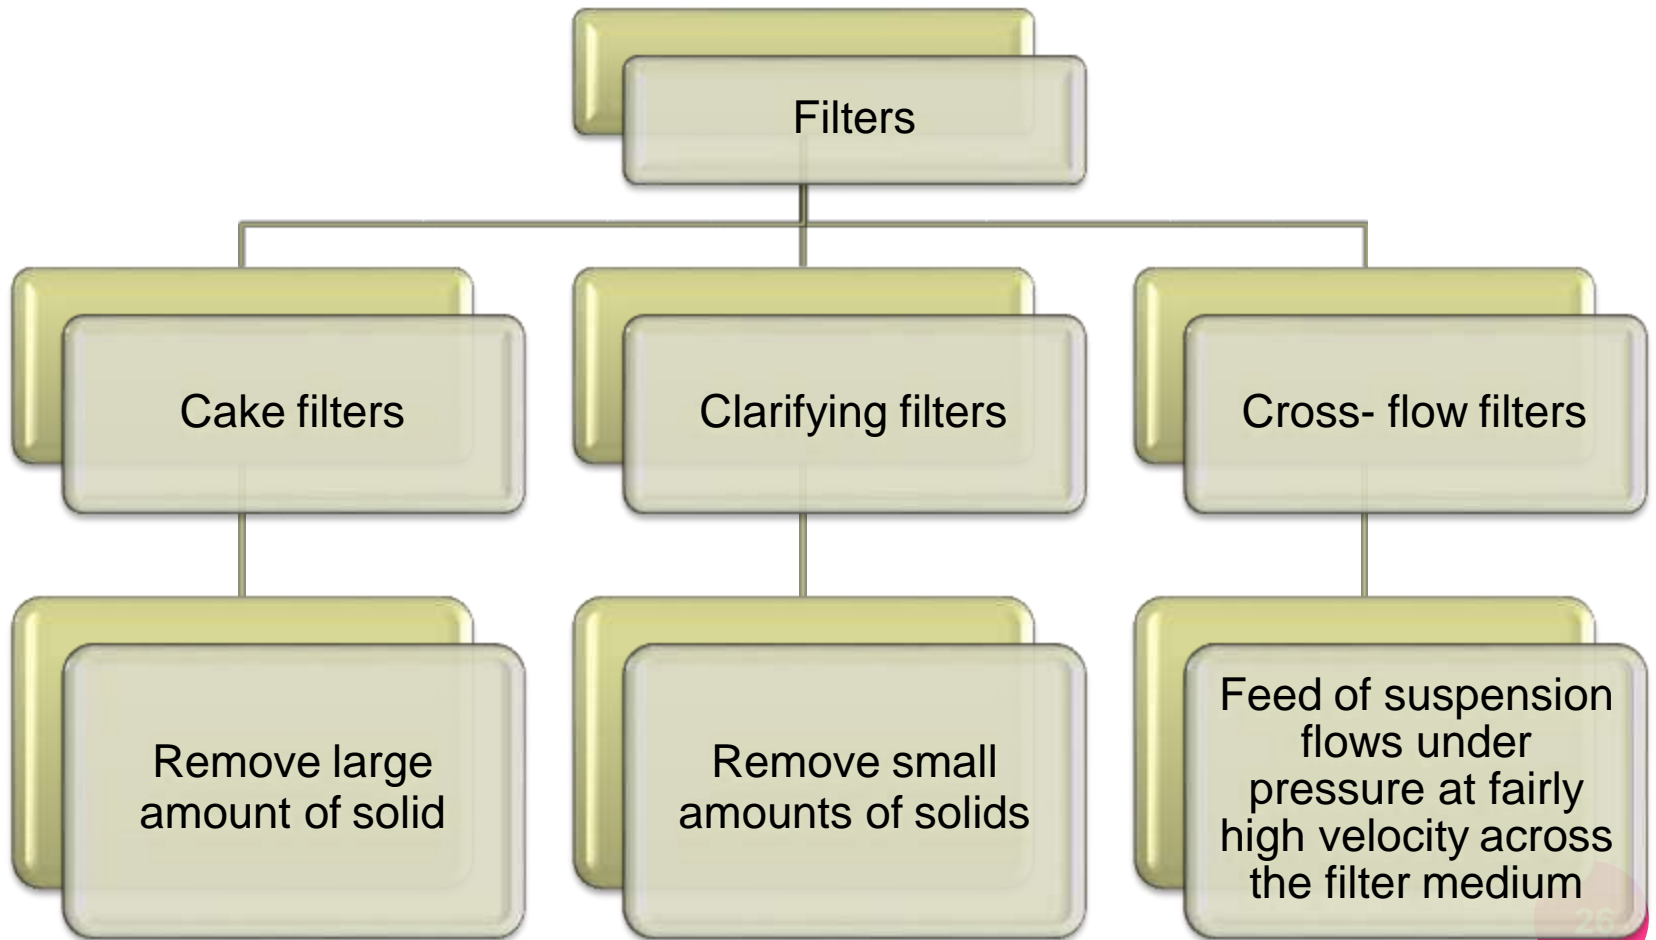 Filters
Cake filters
Clarifying filters
Cross- flow filters
Remove large
amount of solid
Remove small
amounts of solids
Feed of suspension
flows under
pressure at fairly
high velocity across
the filter medium
26